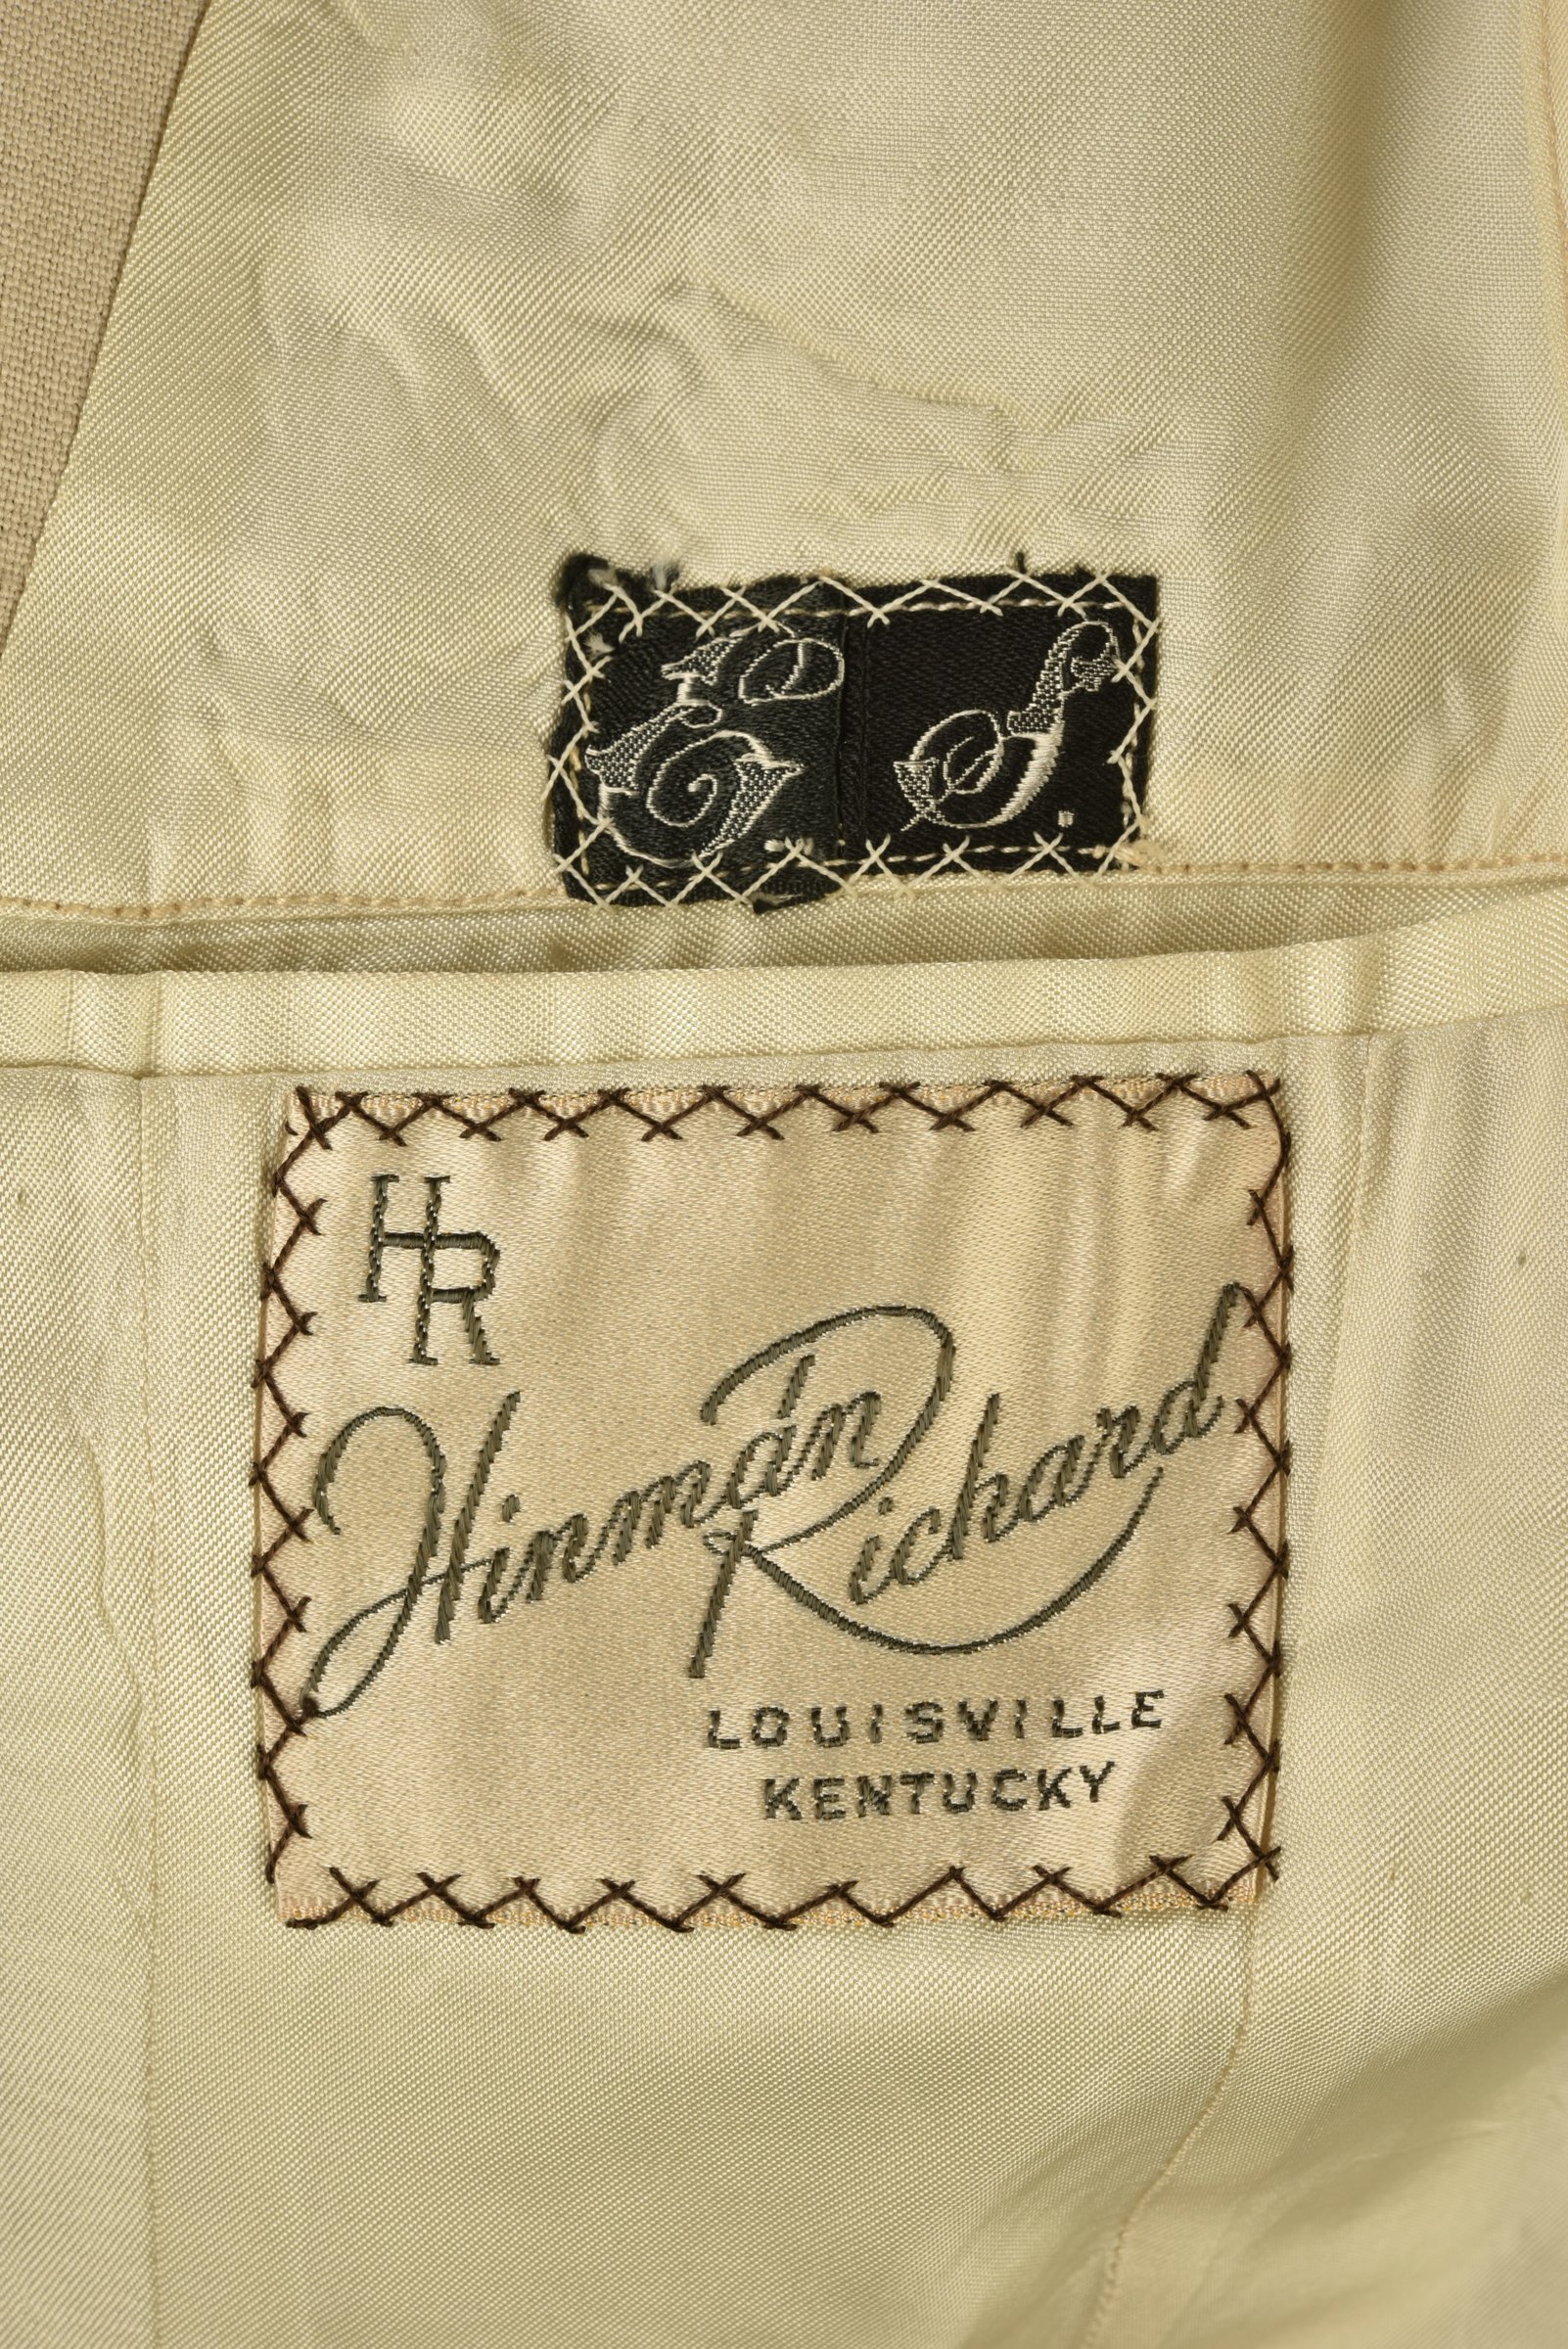 E. S.
HR
Hinman
Richard
LOUISVILLE
KENTUCKY